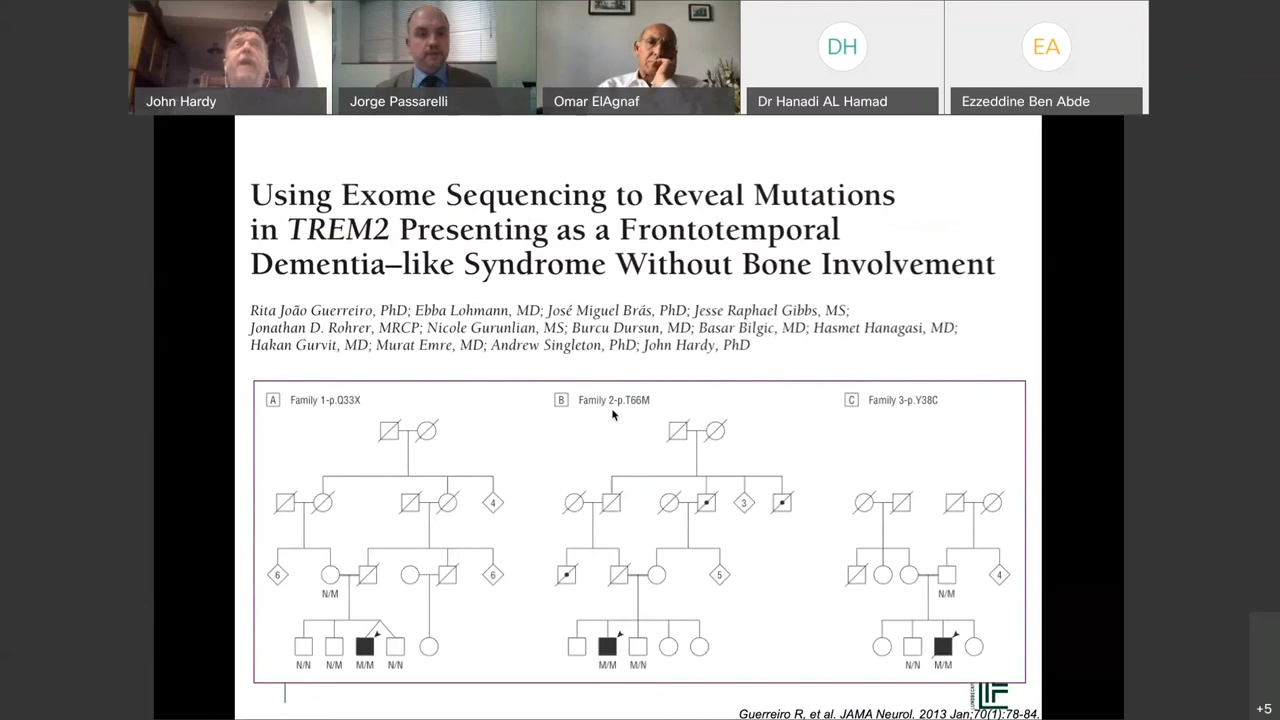 DH
EA
John Hardy
Jorge Passarelli
Omar ElAgnaf
Dr Hanadi AL Hamad
Ezzeddine Ben Abde
Using Exome Sequencing to Reveal Mutations
in TREM2 Presenting as a Frontotemporal
Dementia–like Syndrome Without Bone Involvement
Rita João Guerreiro, PhD; Ebba Lohmann, MD; José Miguel Brás, PhD; Jesse Raphael Gibbs, MS;
Jonathan D. Rohrer, MRCP; Nicole Gurunlian, MS; Burcu Dursun, MD; Basar Bilgic, MD; Hasmet Hanagasi, MD;
Hakan Gurvit, MD; Murat Emre, MD; Andrew Singleton, PhD; John Hardy, PhD
A Family 1-p.Q33X
B Family 2-p.T66M
C Family 3-p.Y38C
4
3
6
6
5
4
N/M
N/M
N/N N/M M/M N/N
M/M M/N
N/N M/M
Guerreiro R, et al. JAMA Neurol. 2013 Jan;70(1):78-84.
+5